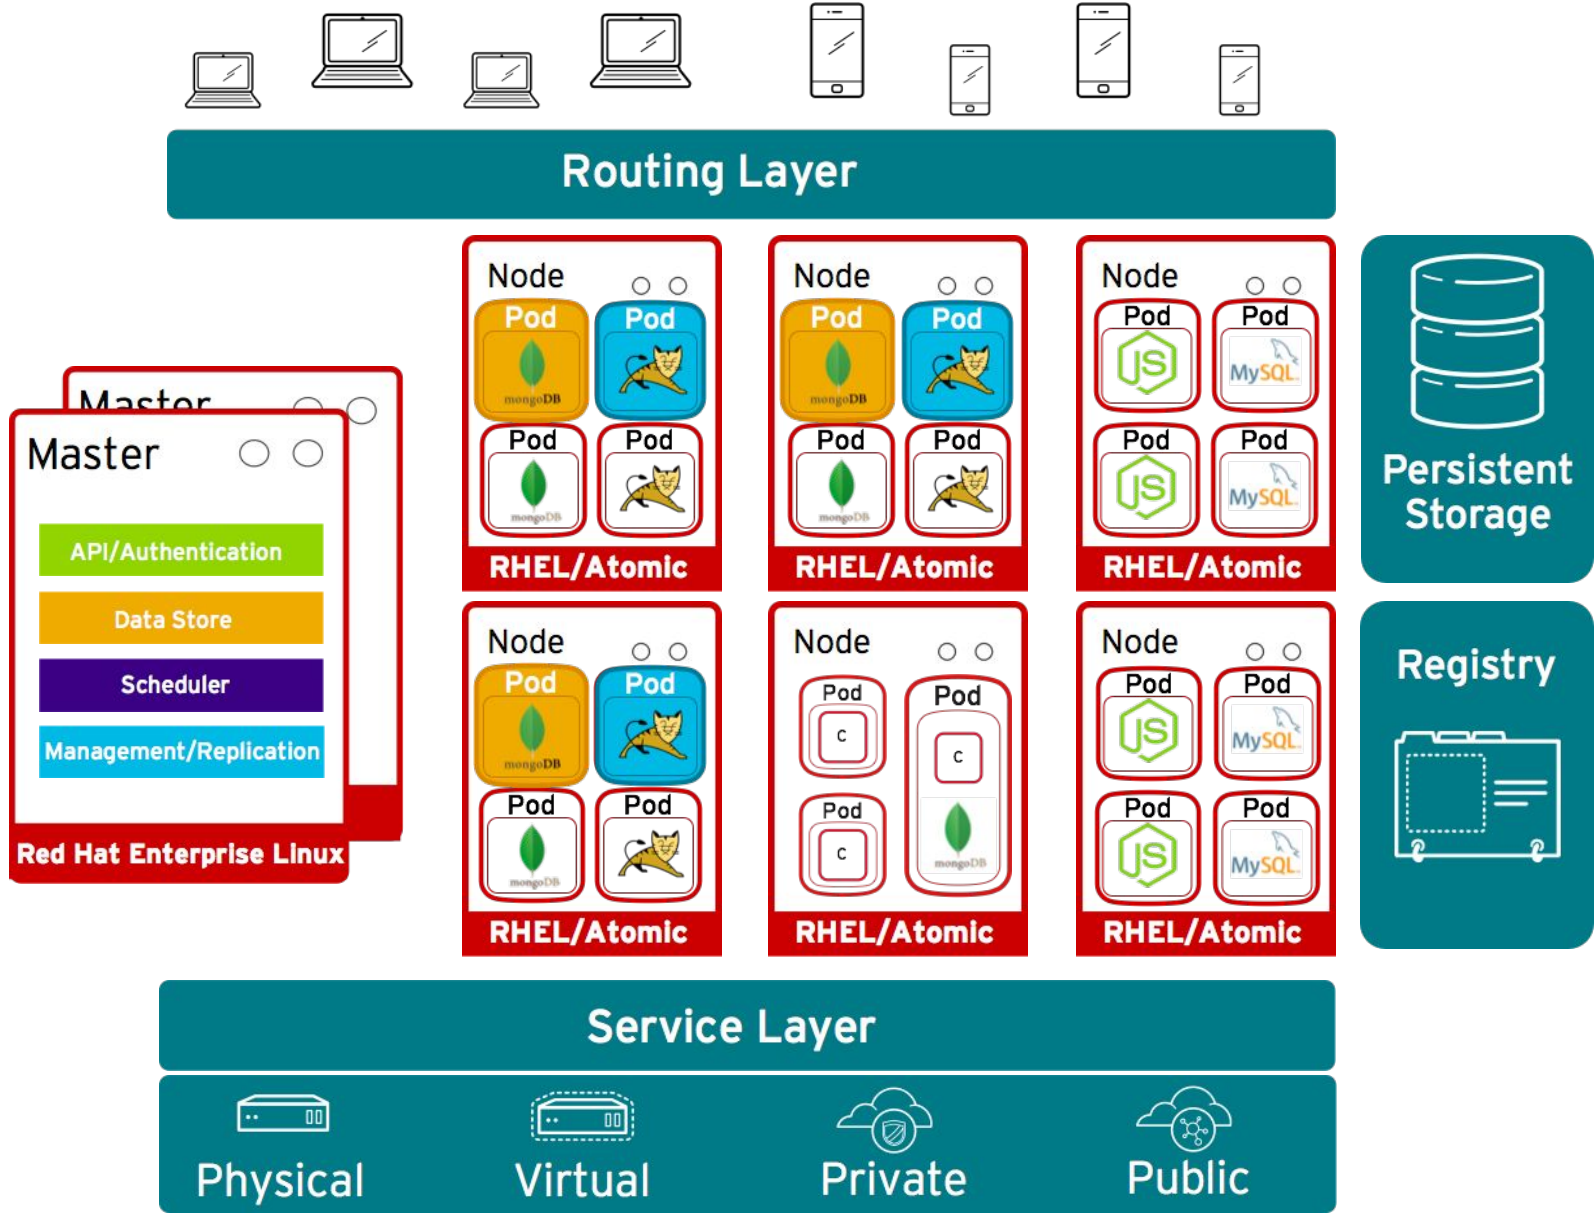 Routing Layer
Node
Pod
Pod
mongoDB
Pod
Pod
mongoDB
RHEL/Atomic
Node
Pod
Pod
mongoDB
Pod
Pod
mongoDB
RHEL/Atomic
Node
Pod
Pod
JS
MySQL
Pod
Pod
JS
MySQL
RHEL/Atomic
Persistent
Storage
Master
Master
API/Authentication
Data Store
Scheduler
Management/Replication
Red Hat Enterprise Linux
Node
Pod
Pod
mongoDB
Pod
Pod
mongoDB
RHEL/Atomic
Node
Pod
C
Pod
C
Pod
C
mongoDB
RHEL/Atomic
Node
Pod
Pod
JS
MySQL
Pod
Pod
JS
MySQL
RHEL/Atomic
Registry
Service Layer
Physical
Virtual
Private
Public